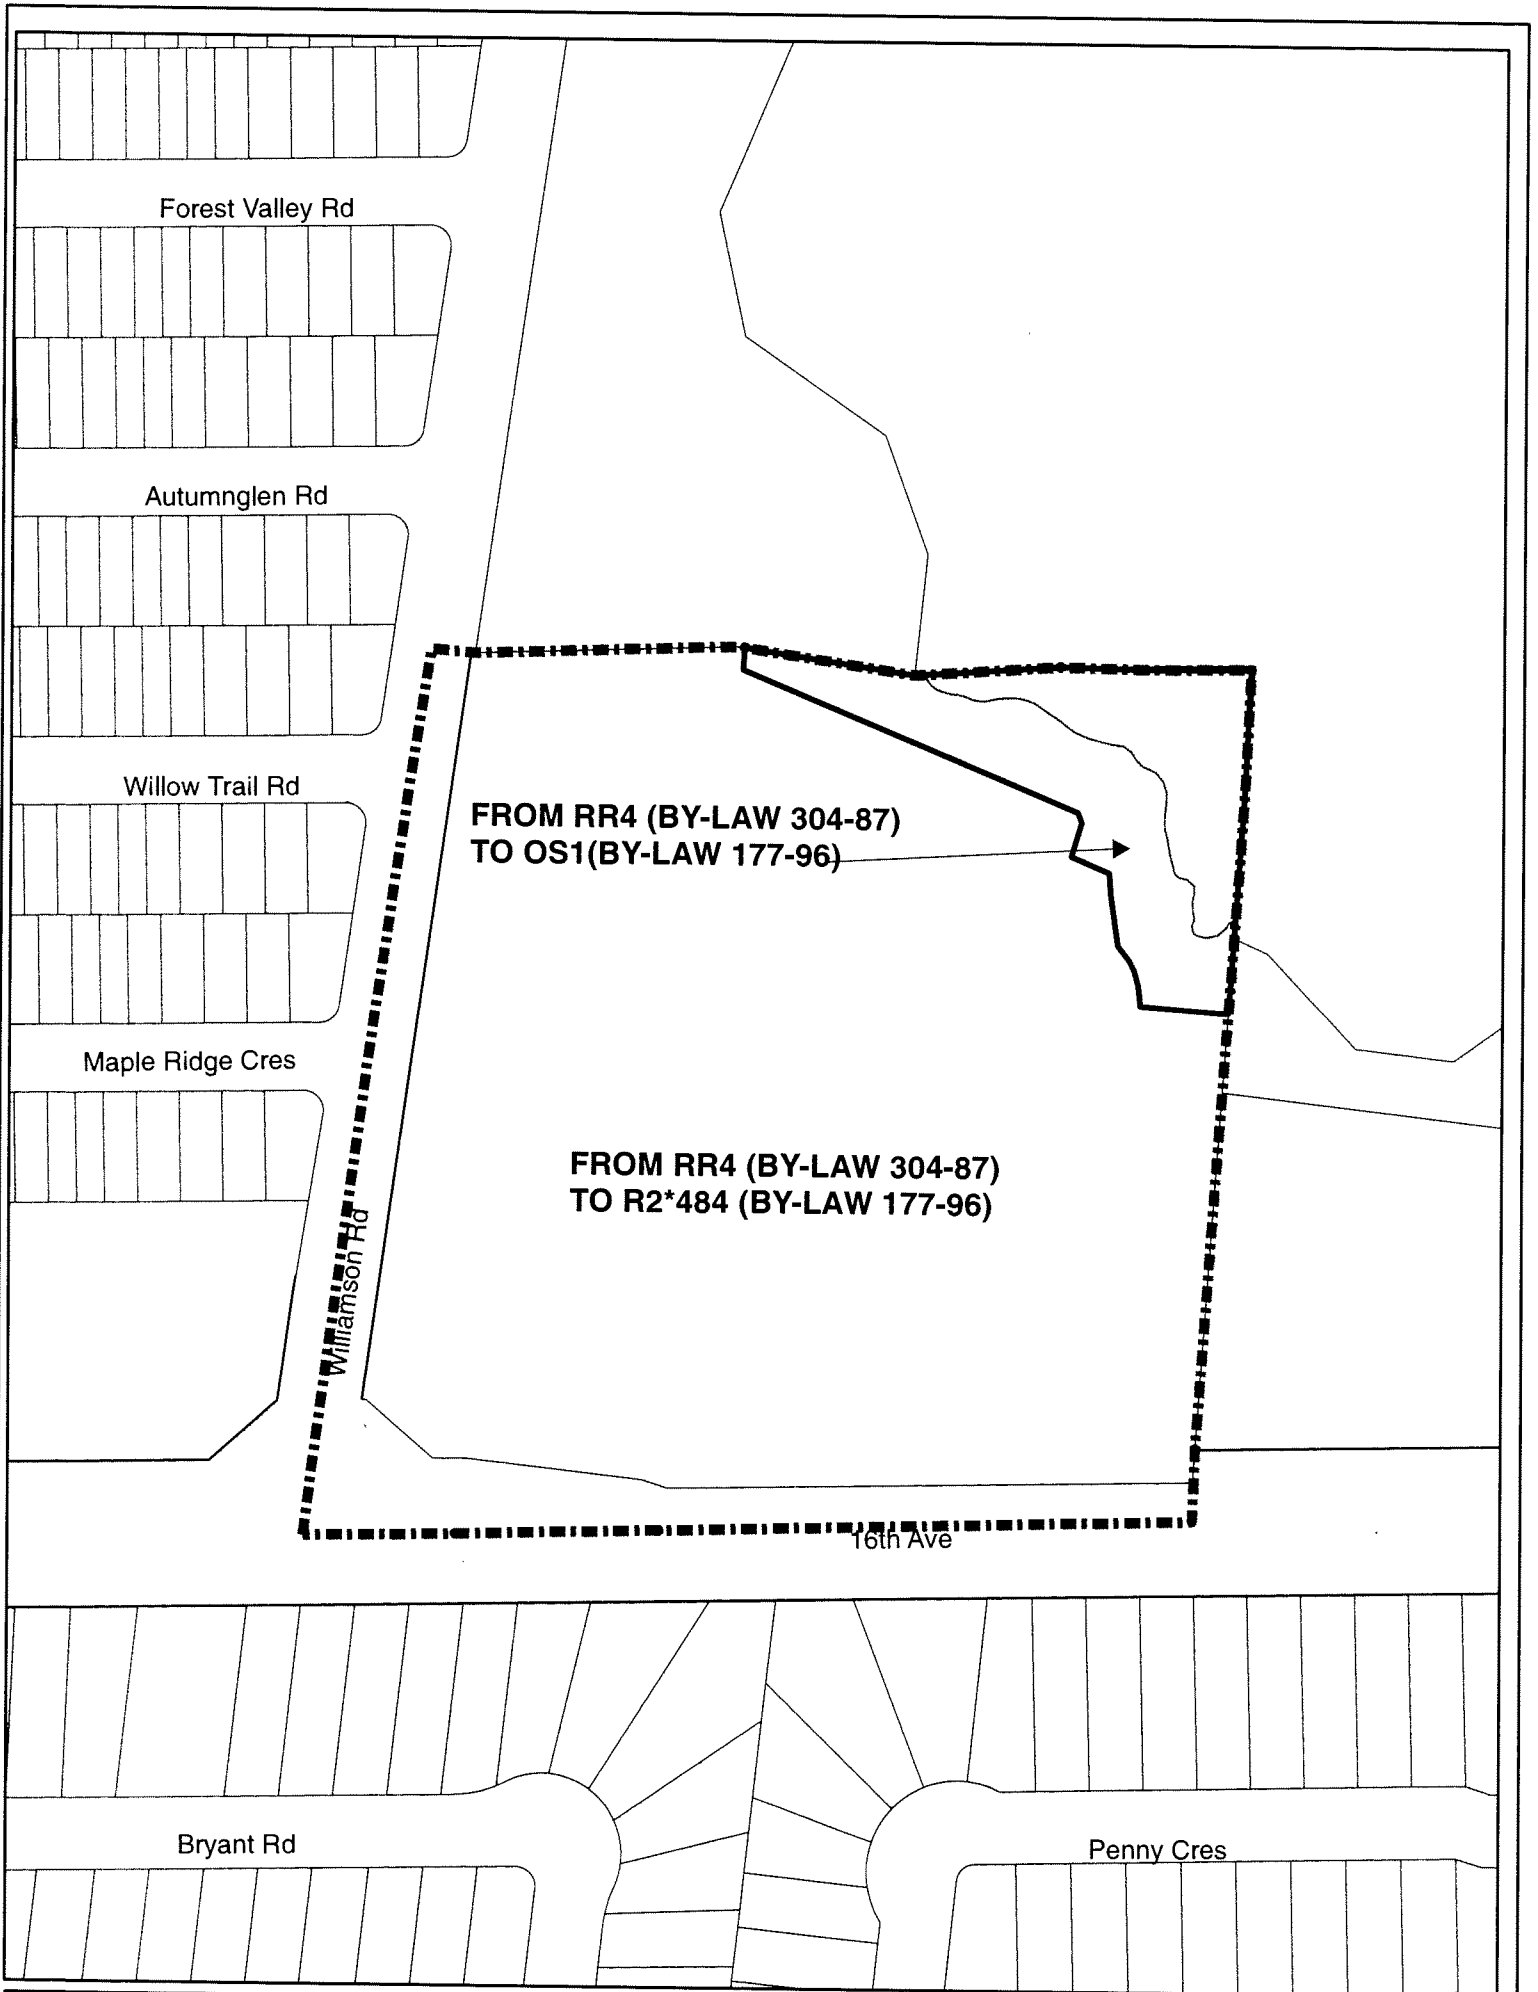 Forest Valley Rd
Autumnglen Rd
Willow Trail Rd
FROM RR4 (BY-LAW 304-87)
TO OS1(BY-LAW 177-96)
Maple Ridge Cres
FROM RR4 (BY-LAW 304-87)
TO R2*484 (BY-LAW 177-96)
Williamson Rd
16th Ave
Bryant Rd
Penny Cres